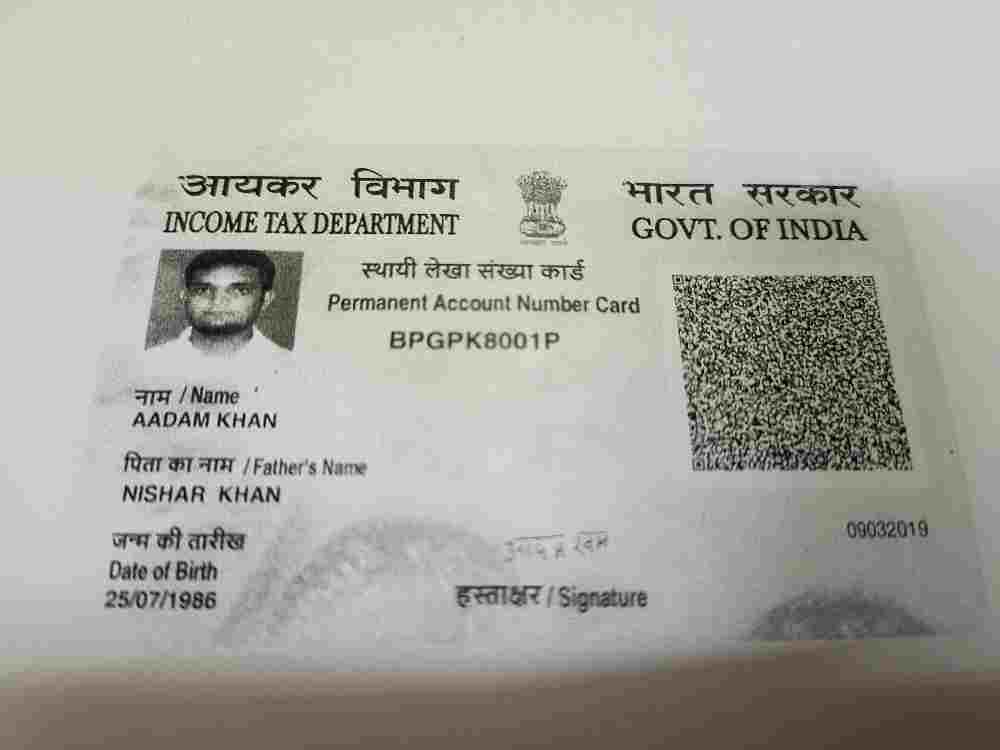 आयकर विभाग
INCOME TAX DEPARTMENT
भारत सरकार
GOVT. OF INDIA
स्थायी लेखा संख्या कार्ड
Permanent Account Number Card
BPGPK8001P
नाम / Name
AADAM KHAN
पिता का नाम / Father's Name
NISHAR KHAN
जन्म की तारीख
Date of Birth
25/07/1986
हस्ताक्षर / Signature
09032019